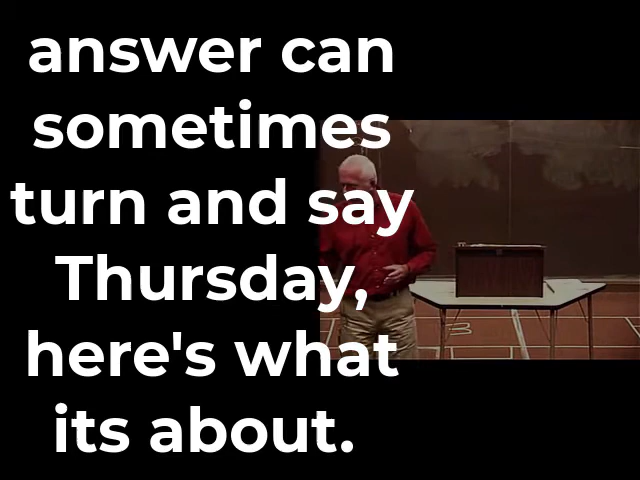 answer can
sometimes
turn and say
Thursday,
here's what
its about.